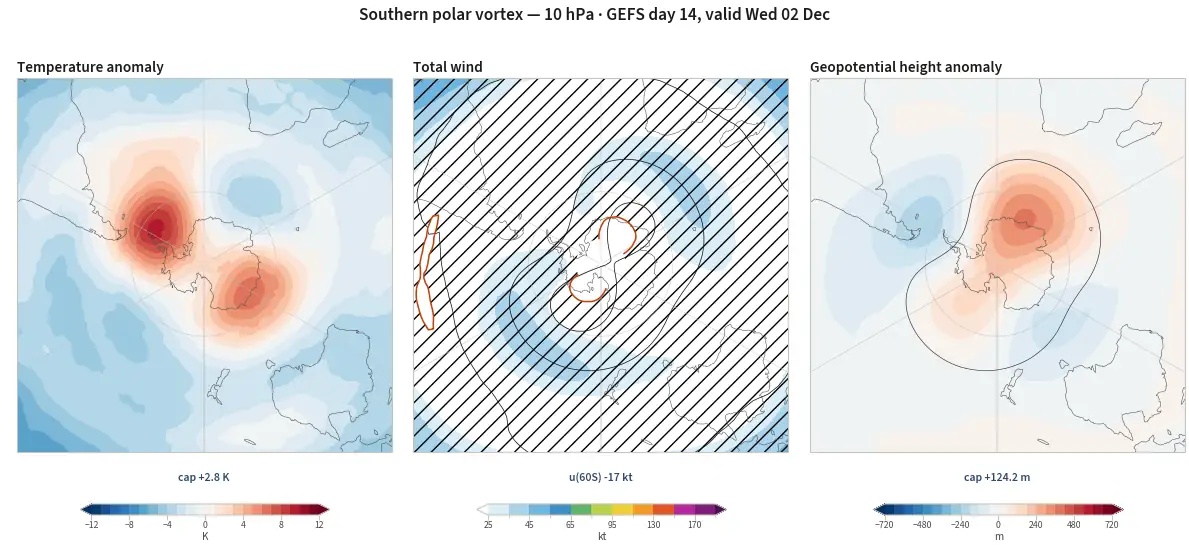 Southern polar vortex — 10 hPa · GEFS day 14, valid Wed 02 Dec
Temperature anomaly
Total wind
Geopotential height anomaly
cap +2.8 K
u(60S) -17 kt
cap +124.2 m
−12 −8 −4 0 4 8 12
K
25 45 65 95 130 170
kt
−720 −480 −240 0 240 480 720
m